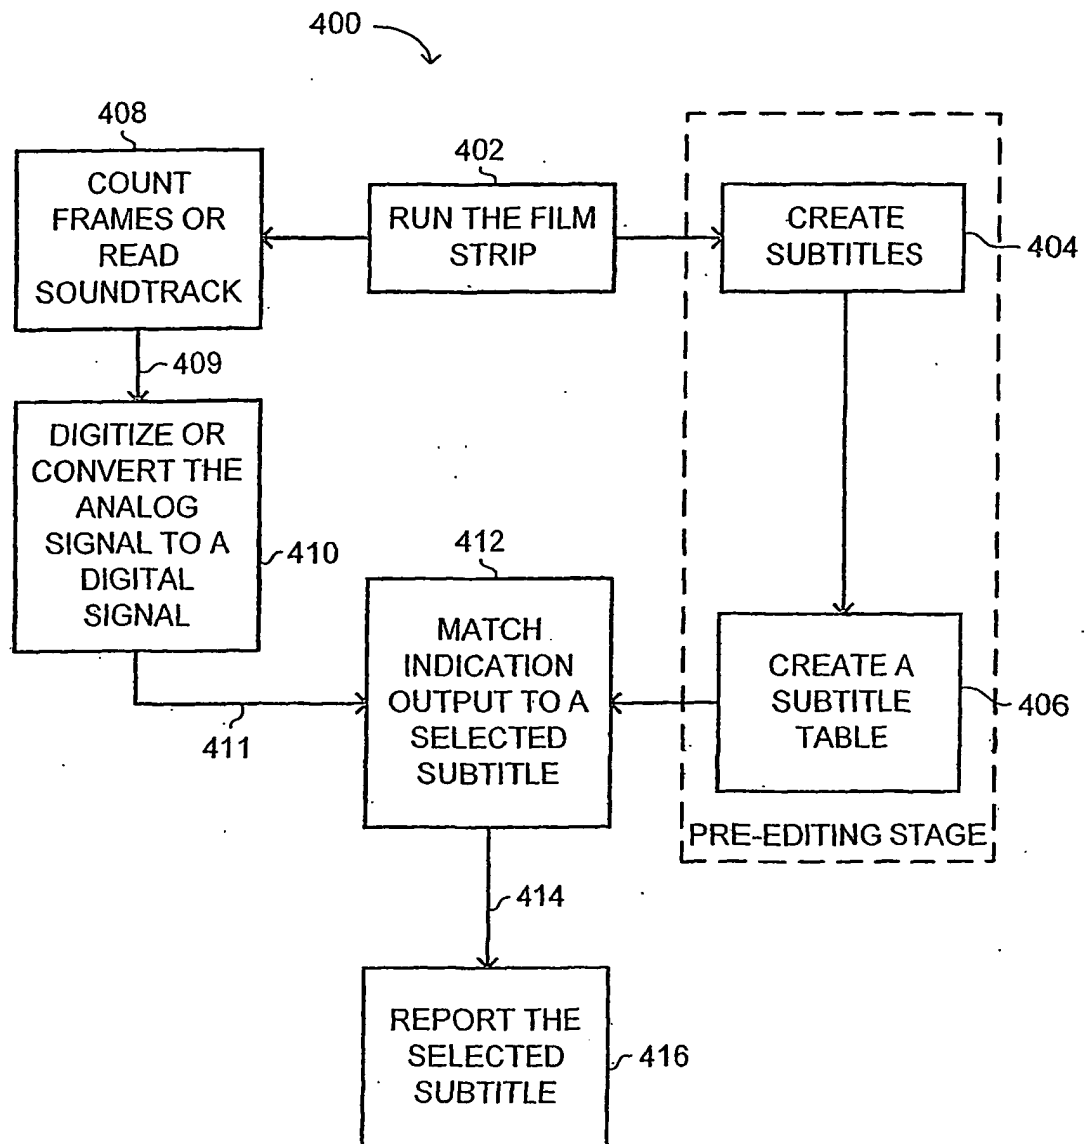 400
408
COUNT
FRAMES OR
READ
SOUNDTRACK
402
RUN THE FILM
STRIP
CREATE
SUBTITLES
404
409
DIGITIZE OR
CONVERT THE
ANALOG
SIGNAL TO A
DIGITAL
SIGNAL
410
411
412
MATCH
INDICATION
OUTPUT TO A
SELECTED
SUBTITLE
CREATE A
SUBTITLE
TABLE
406
PRE-EDITING STAGE
414
REPORT THE
SELECTED
SUBTITLE
416